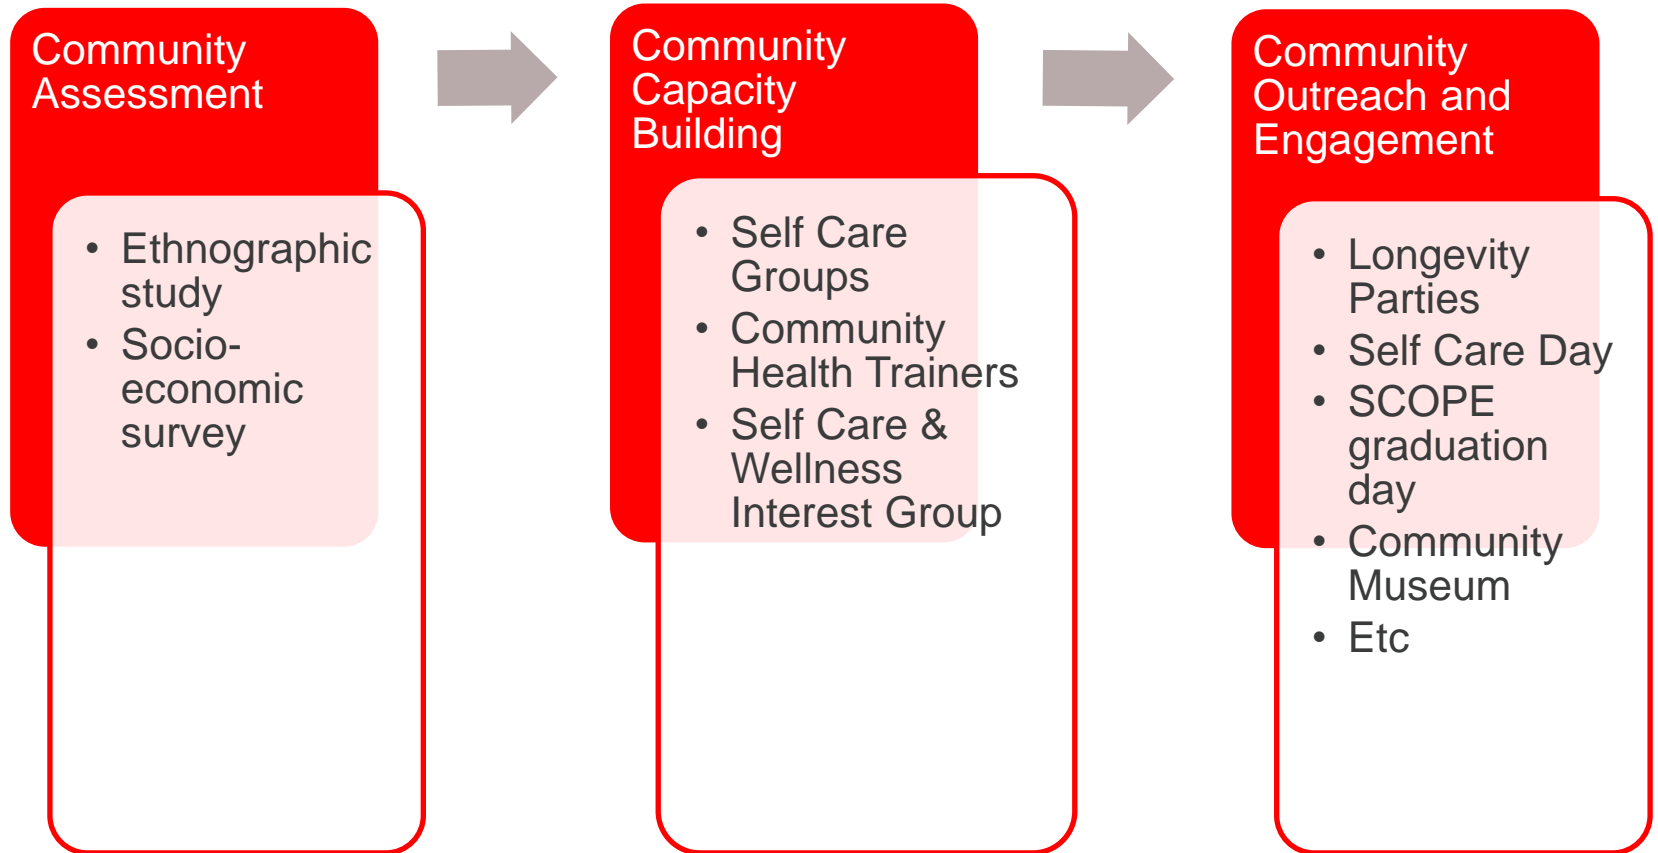 Community
Assessment
• Ethnographic
study
• Socio-
economic
survey
Community
Capacity
Building
• Self Care
Groups
• Community
Health Trainers
• Self Care &
Wellness
Interest Group
Community
Outreach and
Engagement
• Longevity
Parties
• Self Care Day
• SCOPE
graduation
day
• Community
Museum
• Etc